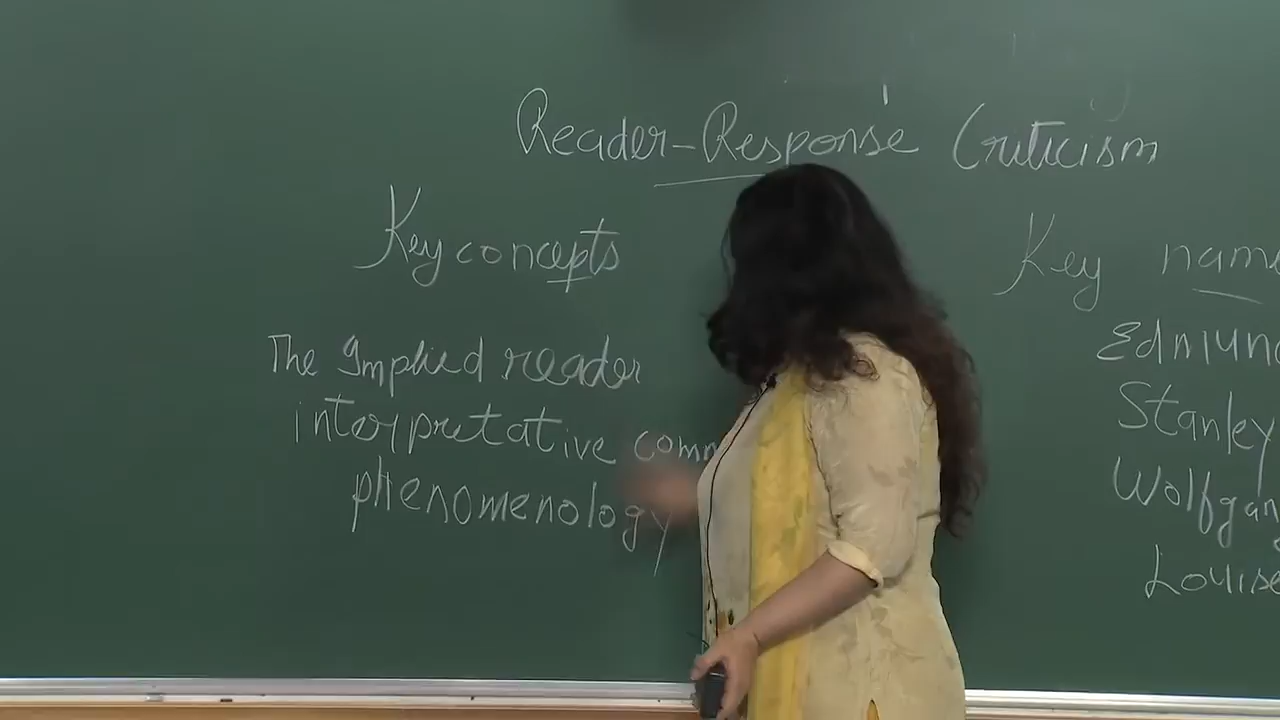 Reader-Response Criticism
Key concepts
The Implied reader
interpretative comm
phenomenology
Key name
Edmund
Stanley
Wolfgan
Louise